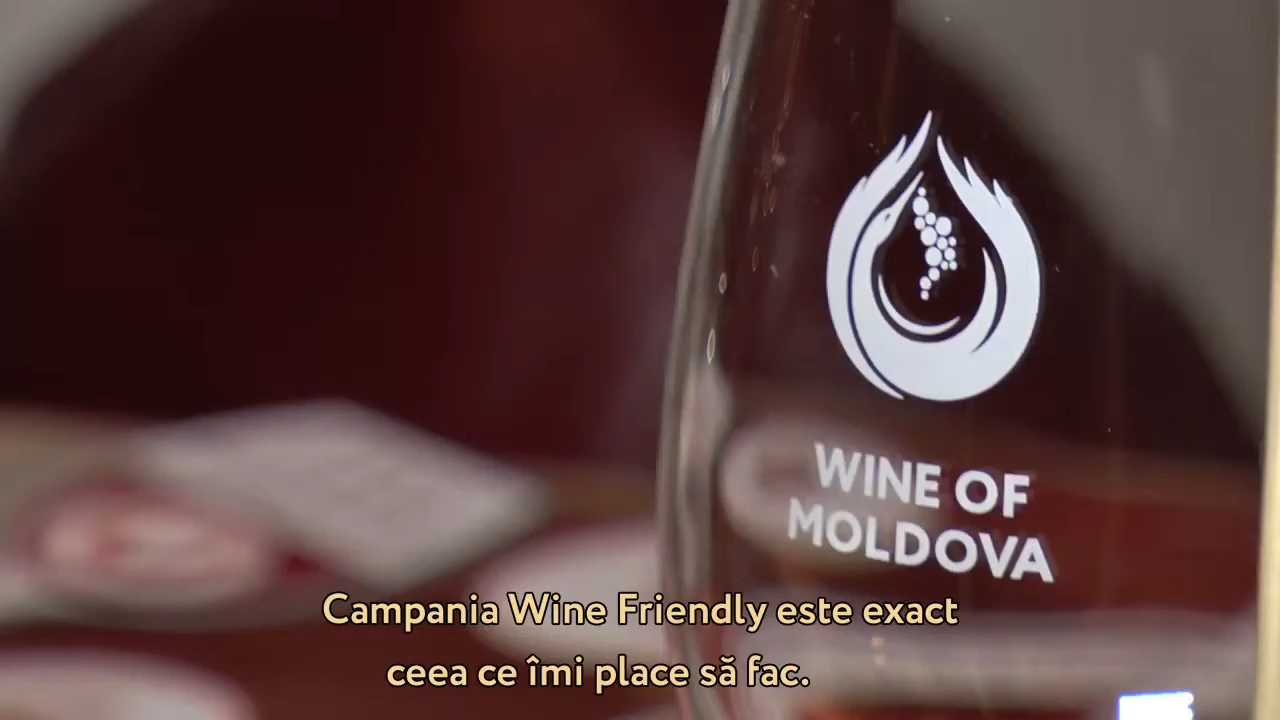 WINE OF
MOLDOVA
Campania Wine Friendly este exact
ceea ce îmi place să fac.